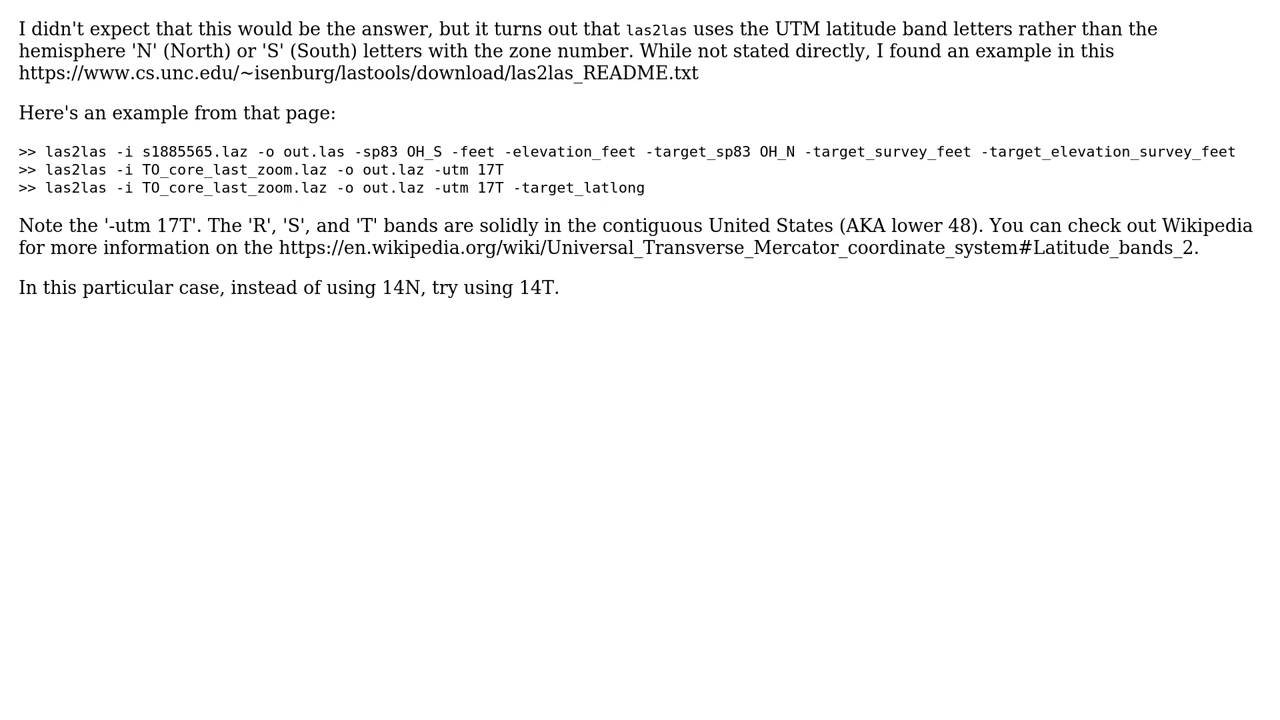 I didn't expect that this would be the answer, but it turns out that las2las uses the UTM latitude band letters rather than the
hemisphere 'N' (North) or 'S' (South) letters with the zone number. While not stated directly, I found an example in this
https://www.cs.unc.edu/~isenburg/lastools/download/las2las_README.txt
Here's an example from that page:
>> las2las -i s1885565.laz -o out.las -sp83 OH_S -feet -elevation_feet -target_sp83 OH_N -target_survey_feet -target_elevation_survey_feet
>> las2las -i TO_core_last_zoom.laz -o out.laz -utm 17T
>> las2las -i TO_core_last_zoom.laz -o out.laz -utm 17T -target_latlong
Note the '-utm 17T'. The 'R', 'S', and 'T' bands are solidly in the contiguous United States (AKA lower 48). You can check out Wikipedia
for more information on the https://en.wikipedia.org/wiki/Universal_Transverse_Mercator_coordinate_system#Latitude_bands_2.
In this particular case, instead of using 14N, try using 14T.